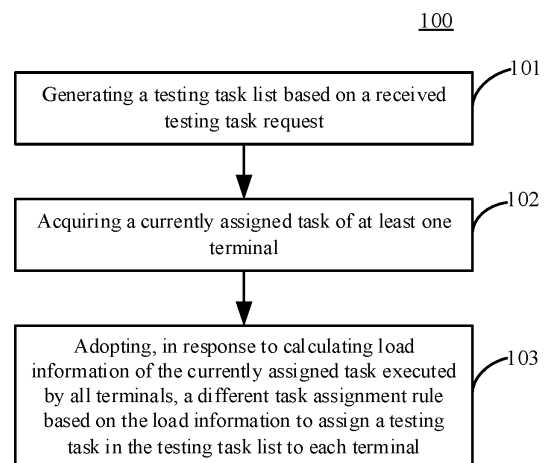 100
101
Generating a testing task list based on a received
testing task request
102
Acquiring a currently assigned task of at least one
terminal
103
Adopting, in response to calculating load
information of the currently assigned task executed
by all terminals, a different task assignment rule
based on the load information to assign a testing
task in the testing task list to each terminal